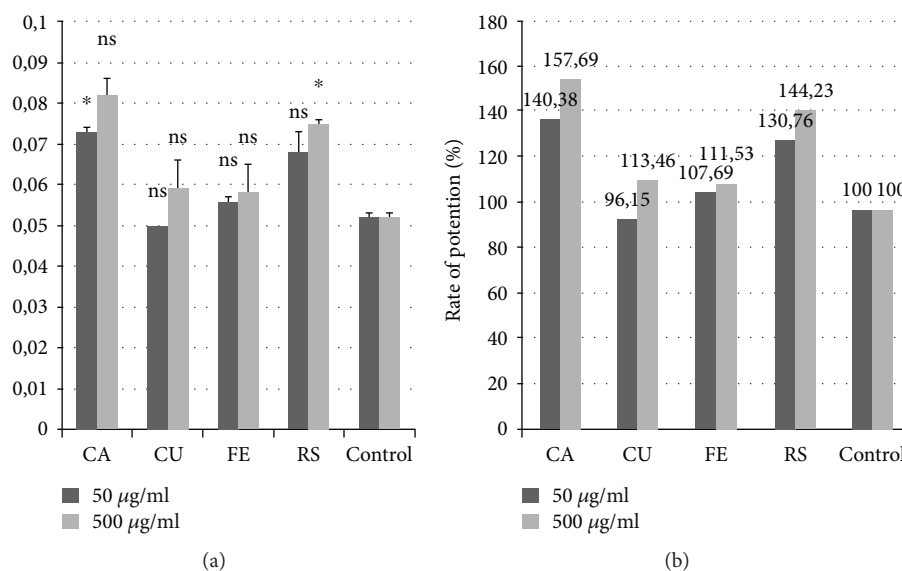 0,1
0,09
0,08
0,07
0,06
0,05
0,04
0,03
0,02
0,01
0
*
ns
ns
ns
ns
ns
ns
*
CA
CU
FE
RS
Control
50 µg/ml
500 µg/ml
(a)
Rate of potention (%)
180
160
140
120
100
80
60
40
20
0
140,38
157,69
96,15
113,46
107,69
111,53
130,76
144,23
100
100
CA
CU
FE
RS
Control
50 µg/ml
500 µg/ml
(b)